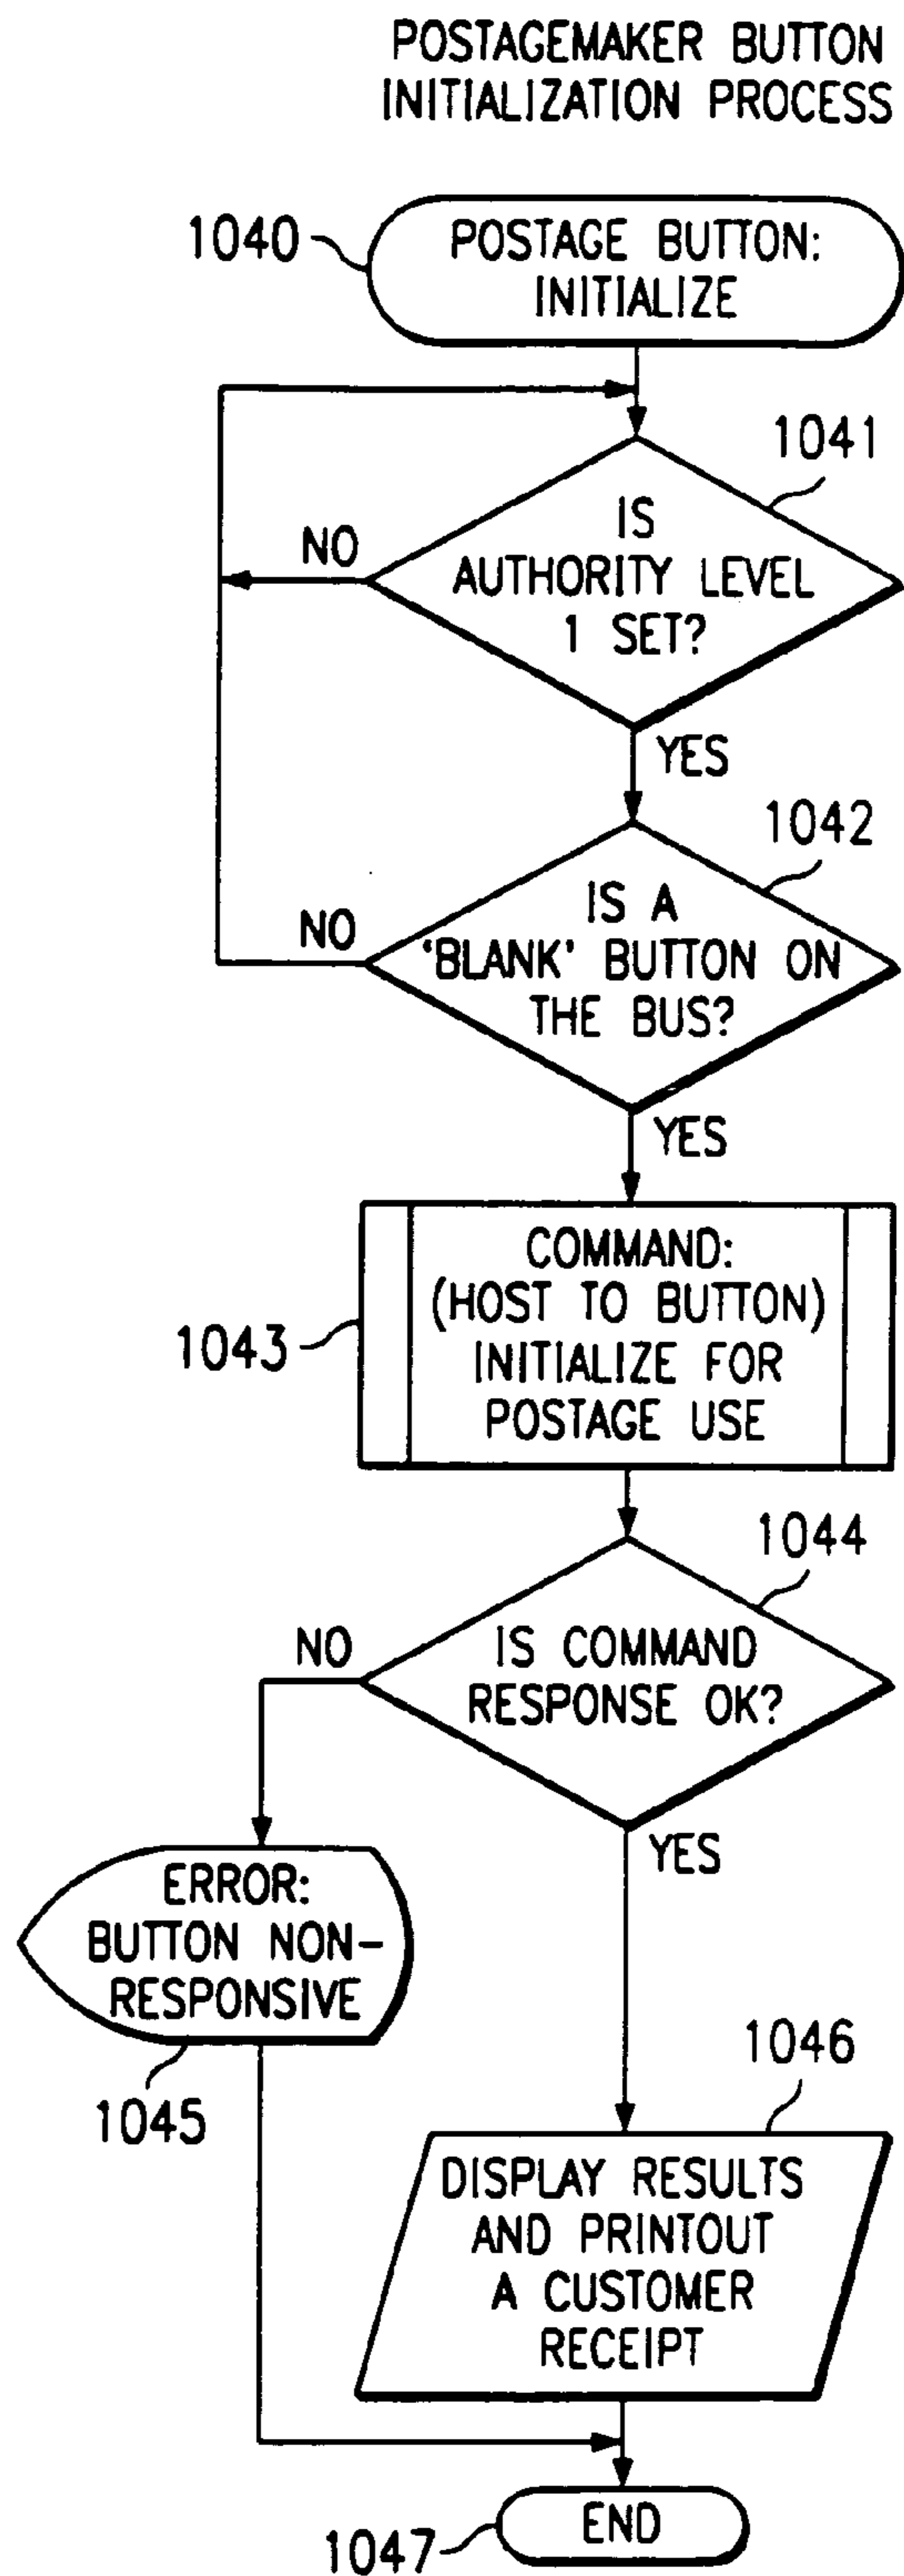 POSTAGEMAKER BUTTON
INITIALIZATION PROCESS
1040
POSTAGE BUTTON:
INITIALIZE
1041
IS
AUTHORITY LEVEL
1 SET?
NO
YES
1042
IS A
'BLANK' BUTTON ON
THE BUS?
NO
YES
1043
COMMAND:
(HOST TO BUTTON)
INITIALIZE FOR
POSTAGE USE
1044
IS COMMAND
RESPONSE OK?
NO
YES
ERROR:
BUTTON NON-
RESPONSIVE
1045
1046
DISPLAY RESULTS
AND PRINTOUT
A CUSTOMER
RECEIPT
END
1047